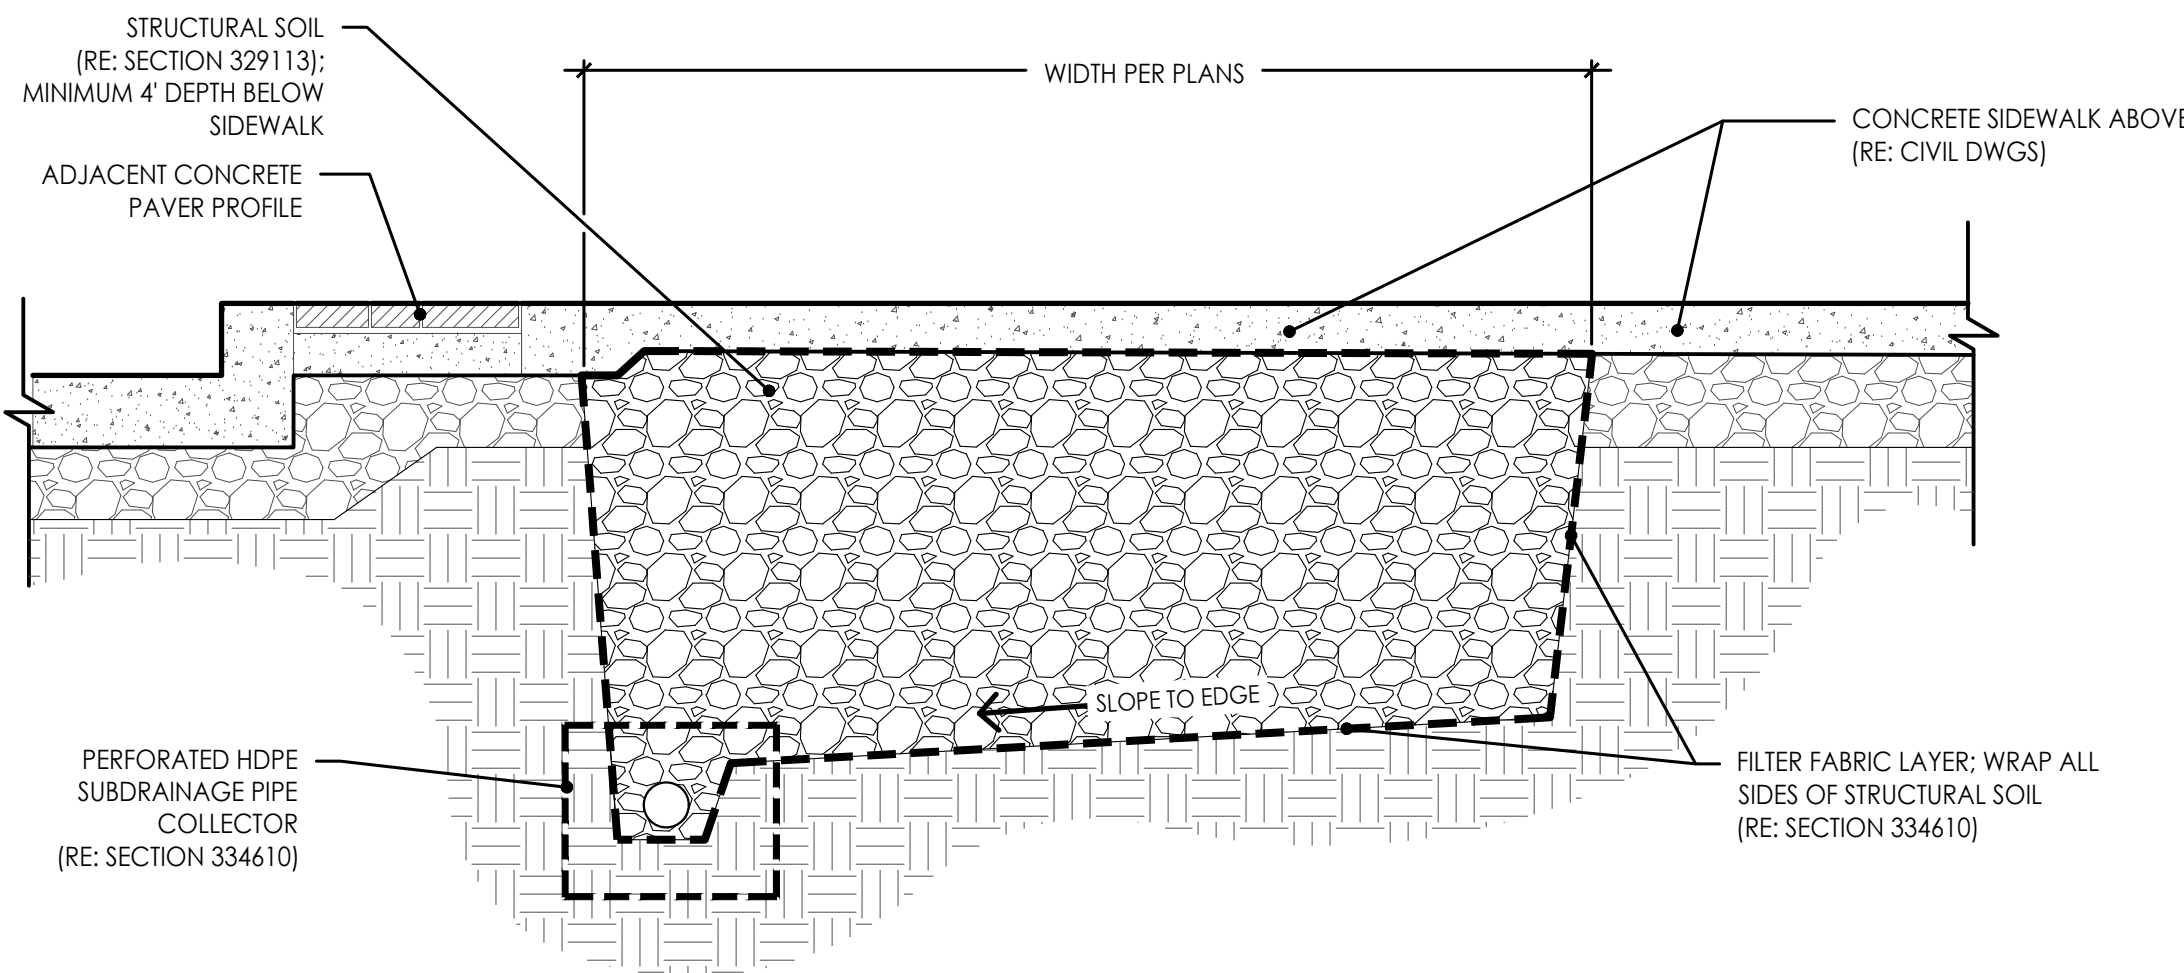 STRUCTURAL SOIL
(RE: SECTION 329113);
MINIMUM 4' DEPTH BELOW
SIDEWALK
WIDTH PER PLANS
CONCRETE SIDEWALK ABOVE
(RE: CIVIL DWGS)
ADJACENT CONCRETE
PAVER PROFILE
SLOPE TO EDGE
PERFORATED HDPE
SUBDRAINAGE PIPE
COLLECTOR
(RE: SECTION 334610)
FILTER FABRIC LAYER; WRAP ALL
SIDES OF STRUCTURAL SOIL
(RE: SECTION 334610)